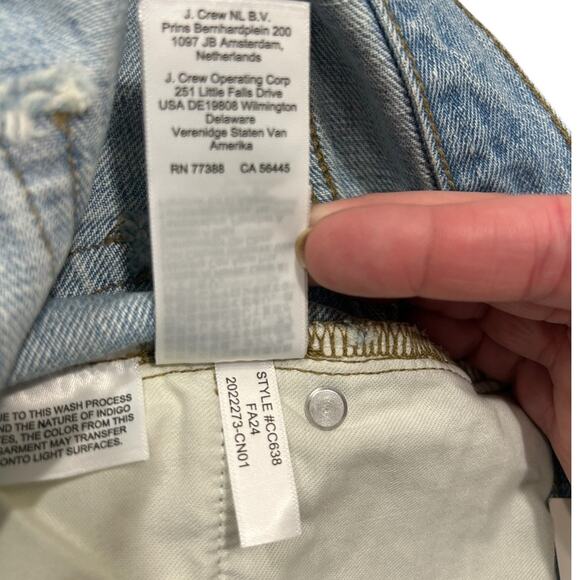 J. Crew NL B.V.
Prins Bernhardplein 200
1097 JB Amsterdam,
Netherlands
J. Crew Operating Corp
251 Little Falls Drive
USA DE19808 Wilmington
Delaware
Verenidge Staten Van
Amerika
RN 77388 CA 56445
UE TO THIS WASH PROCESS
ND THE NATURE OF INDIGO
ES, THE COLOR FROM THIS
GARMENT MAY TRANSFER
ONTO LIGHT SURFACES.
STYLE #CC638
FA24
2022273-CN01